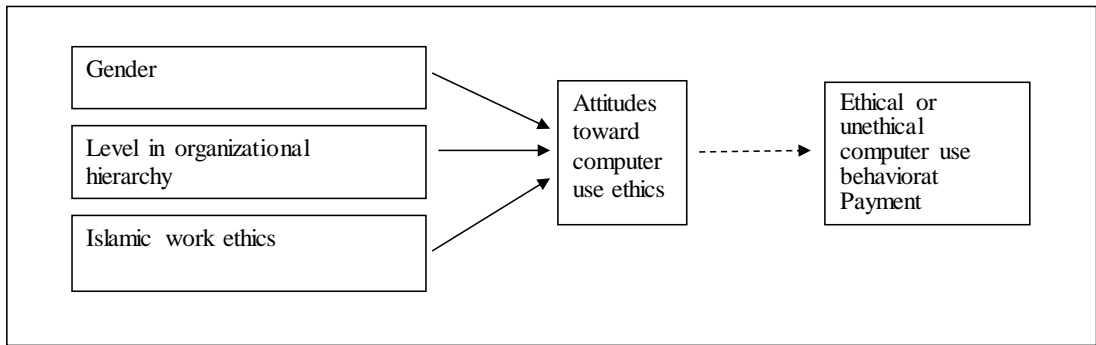 Gender
Level in organizational
hierarchy
Islamic work ethics
Attitudes
toward
computer
use ethics
Ethical or
unethical
computer use
behaviorat
Payment